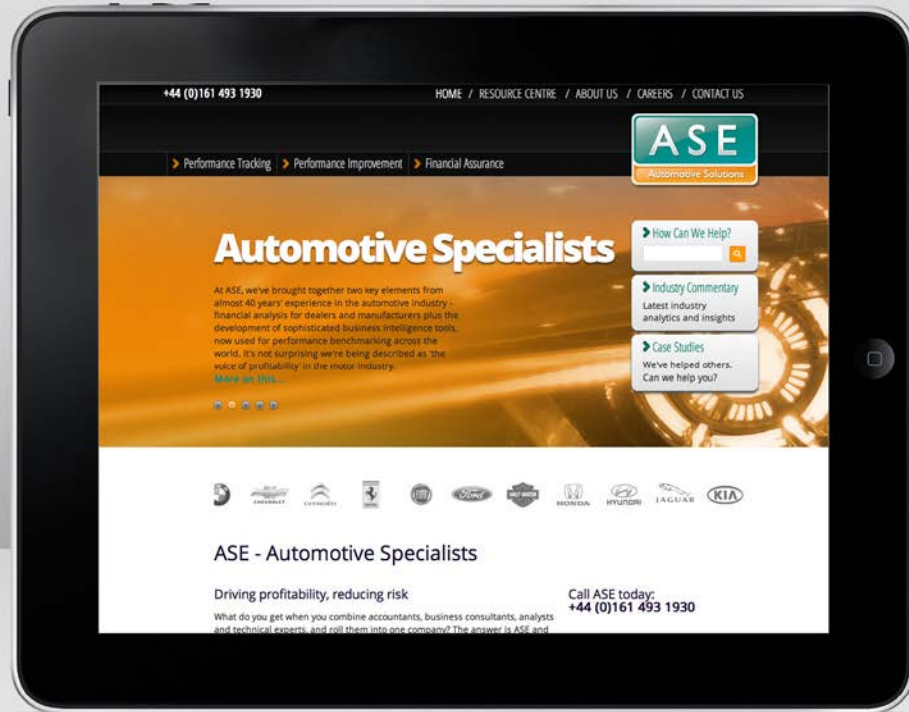 +44 (0)161 493 1930
HOME / RESOURCE CENTRE / ABOUT US / CAREERS / CONTACT US
ASE
Automotive Solutions
Performance Tracking
Performance Improvement
Financial Assurance
Automotive Specialists
At ASE, we've brought together two key elements from
almost 40 years' experience in the automotive industry -
financial analysis for dealers and manufacturers plus the
development of sophisticated business intelligence tools,
now used for performance benchmarking across the
world. It's not surprising we're being described as 'the
voice of profitability' in the motor industry.
More on this...
How Can We Help?
Industry Commentary
Latest industry
analytics and insights
Case Studies
We've helped others.
Can we help you?
CHEVROLET
CITROËN
FIAT
Ford
HARLEY-DAVIDSON
HONDA
HYUNDAI
JAGUAR
KIA
ASE - Automotive Specialists
Driving profitability, reducing risk
What do you get when you combine accountants, business consultants, analysts
and technical experts, and roll them into one company? The answer is ASE and
Call ASE today:
+44 (0)161 493 1930